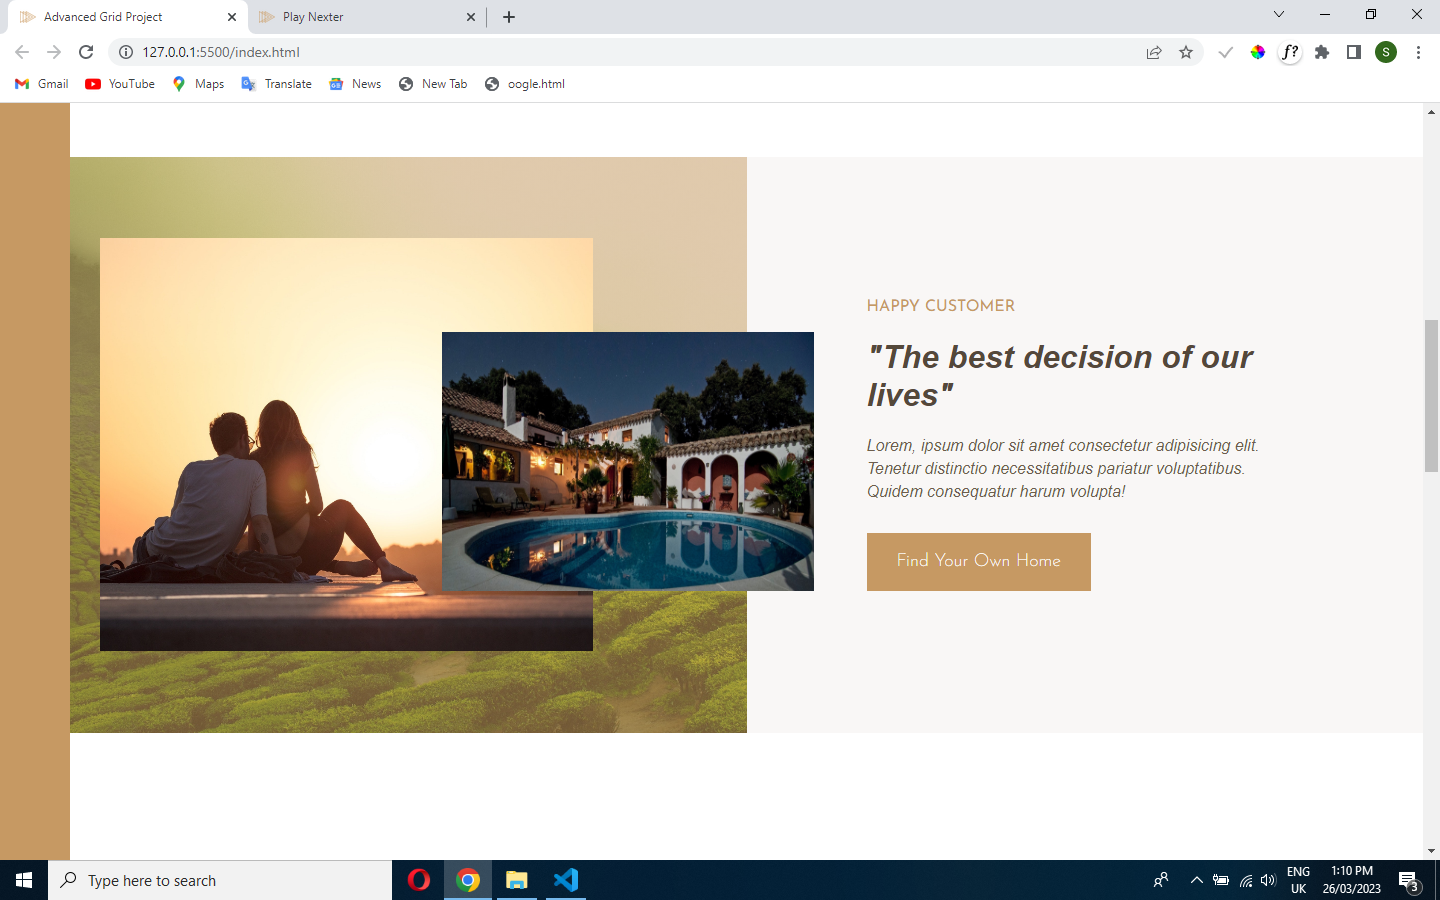 Advanced Grid Project
Play Nexter
127.0.0.1:5500/index.html
f?
S
Gmail
YouTube
Maps
Translate
News
New Tab
oogle.html
HAPPY CUSTOMER
"The best decision of our
lives"
Lorem, ipsum dolor sit amet consectetur adipisicing elit.
Tenetur distinctio necessitatibus pariatur voluptatibus.
Quidem consequatur harum volupta!
Find Your Own Home
Type here to search
ENG
UK
1:10 PM
26/03/2023
3